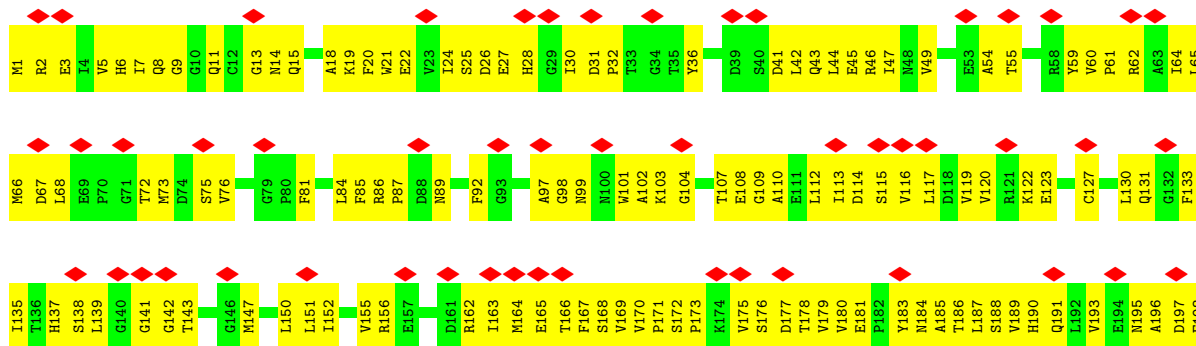 M1 R2 E3 I4 V5 H6 I7 Q8 G9 G10 Q11 C12 G13 N14 Q15 A18 K19 F20 W21 E22 V23 I24 S25 D26 E27 H28 G29 I30 D31 P32 T33 G34 T35 Y36 D39 S40 D41 L42 Q43 L44 E45 R46 I47 N48 V49 E53 A54 T55 R58 Y59 V60 P61 R62 A63 I64 L65
M66 D67 L68 E69 P70 G71 T72 M73 D74 S75 V76 G79 P80 F81 L84 F85 R86 P87 D88 N89 F92 G93 A97 G98 N99 N100 W101 A102 K103 G104 T107 E108 G109 A110 E111 L112 I113 D114 S115 V116 L117 D118 V119 V120 R121 K122 E123 C127 L130 Q131 G132 F133
I135 T136 H137 S138 L139 G140 G141 G142 T143 G146 M147 L150 L151 I152 V155 R156 E157 D161 R162 I163 M164 E165 T166 F167 S168 V169 V170 P171 S172 P173 K174 V175 S176 D177 T178 V179 V180 E181 P182 Y183 N184 A185 T186 L187 S188 V189 H190 Q191 L192 V193 E194 N195 A196 D197